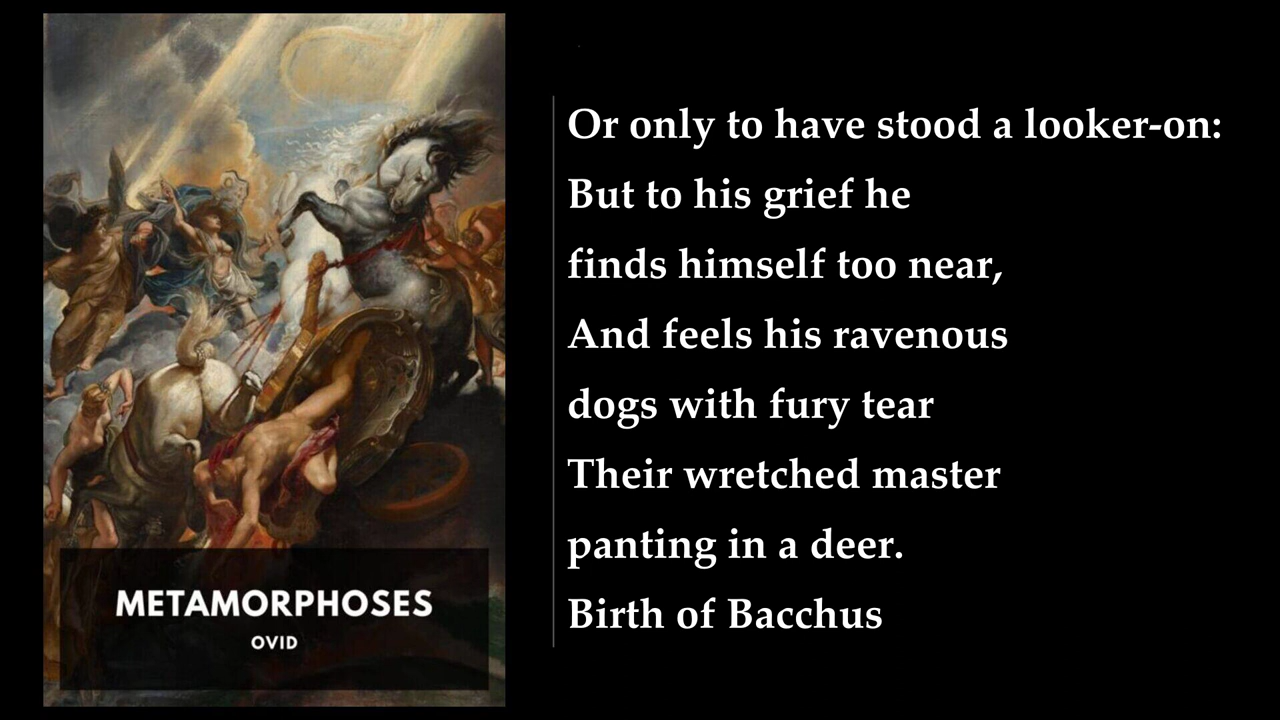 METAMORPHOSES
OVID
Or only to have stood a looker-on:
But to his grief he
finds himself too near,
And feels his ravenous
dogs with fury tear
Their wretched master
panting in a deer.
Birth of Bacchus